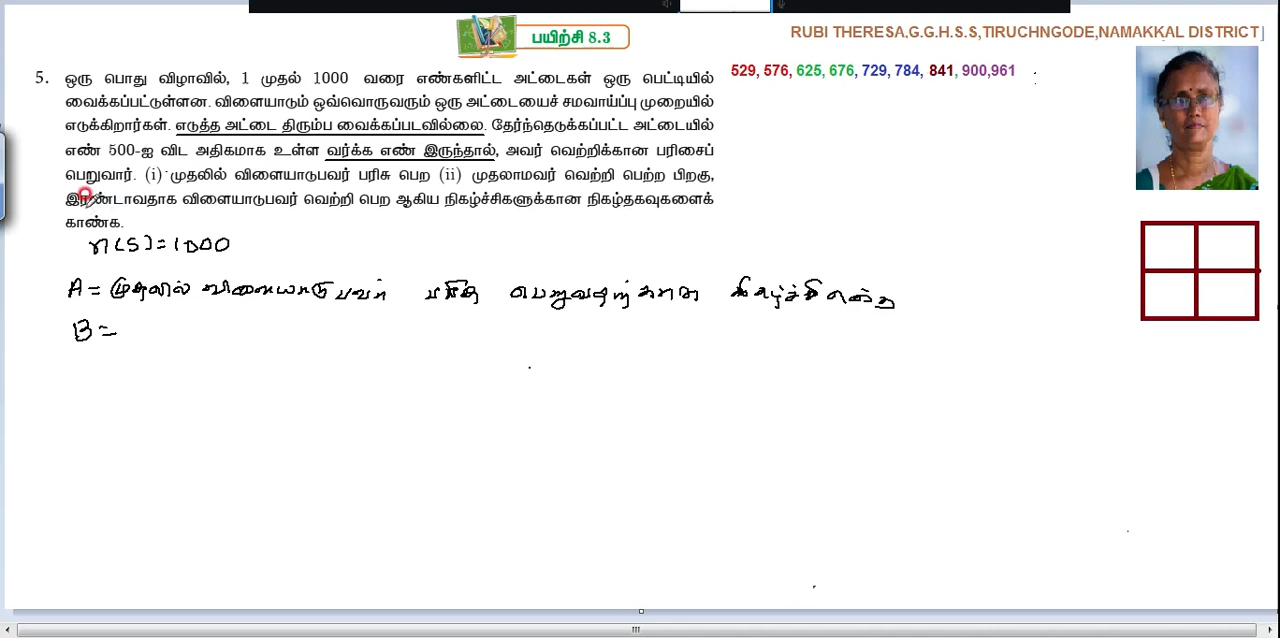 RUBI THERESA,G.G.H.S.S,TIRUCHNGODE,NAMAKKAL DISTRICT
பயிற்சி 8.3
529, 576, 625, 676, 729, 784, 841, 900,961
5. ஒரு பொது விழாவில், 1 முதல் 1000 வரை எண்களிட்ட அட்டைகள் ஒரு பெட்டியில்
வைக்கப்பட்டுள்ளன. விளையாடும் ஒவ்வொருவரும் ஒரு அட்டையைச் சமவாய்ப்பு முறையில்
எடுக்கிறார்கள். எடுத்த அட்டை திரும்ப வைக்கப்படவில்லை. தேர்ந்தெடுக்கப்பட்ட அட்டையில்
எண் 500-ஐ விட அதிகமாக உள்ள வர்க்க எண் இருந்தால், அவர் வெற்றிக்கான பரிசைப்
பெறுவார். (i) முதலில் விளையாடுபவர் பரிசு பெற (ii) முதலாமவர் வெற்றி பெற்ற பிறகு,
இரண்டாவதாக விளையாடுபவர் வெற்றி பெற ஆகிய நிகழ்ச்சிகளுக்கான நிகழ்தகவுகளைக்
காண்க.
n(S)=1000
A= முதலில் விளையாடுபவர் பரிசு பெறுவதற்கான நிகழ்ச்சி என்க
B=